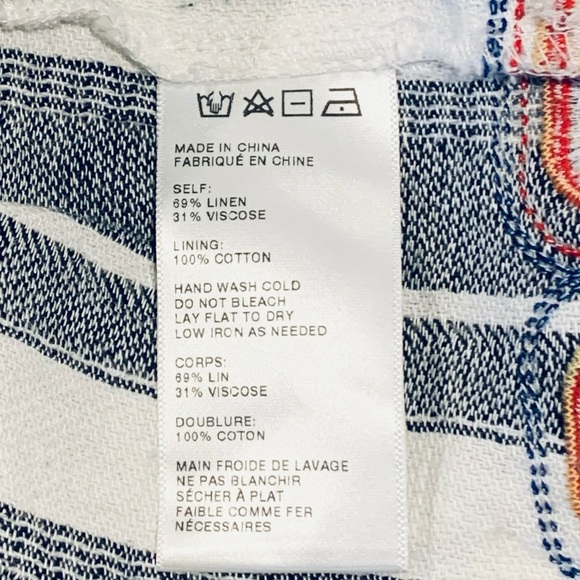 MADE IN CHINA
FABRIQUÉ EN CHINE
SELF:
69% LINEN
31% VISCOSE
LINING:
100% COTTON
HAND WASH COLD
DO NOT BLEACH
LAY FLAT TO DRY
LOW IRON AS NEEDED
CORPS:
69% LIN
31% VISCOSE
DOUBLURE:
100% COTON
MAIN FROIDE DE LAVAGE
NE PAS BLANCHIR
SÉCHER À PLAT
FAIBLE COMME FER
NÉCESSAIRES